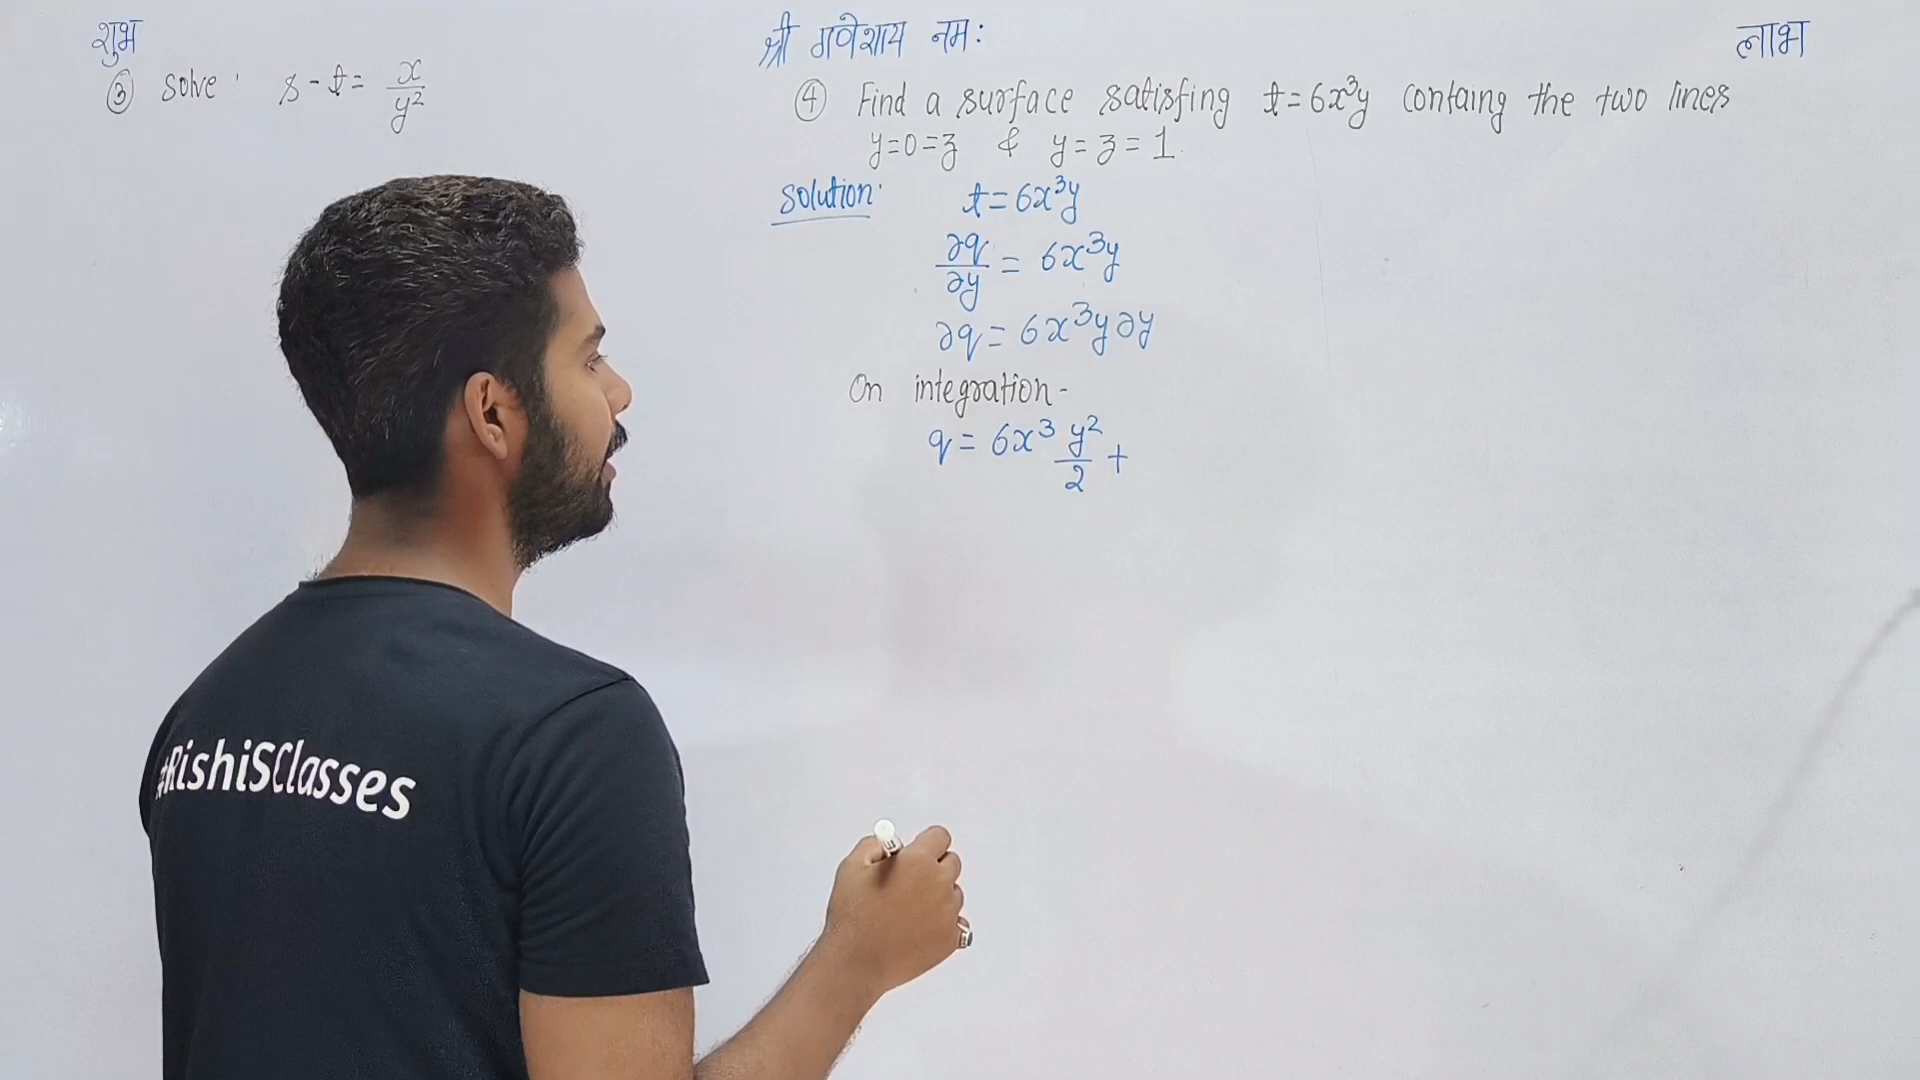 शुभ
श्री गणेशाय नम:
लाभ
③ Solve: s - t = x/y²
④ Find a surface satisfing t = 6x³y containg the two lines
y=0=z & y=z=1.
Solution: t = 6x³y
∂q/∂y = 6x³y
∂q = 6x³y∂y
On integration-
q = 6x³ y²/2 +
#RishiSClasses